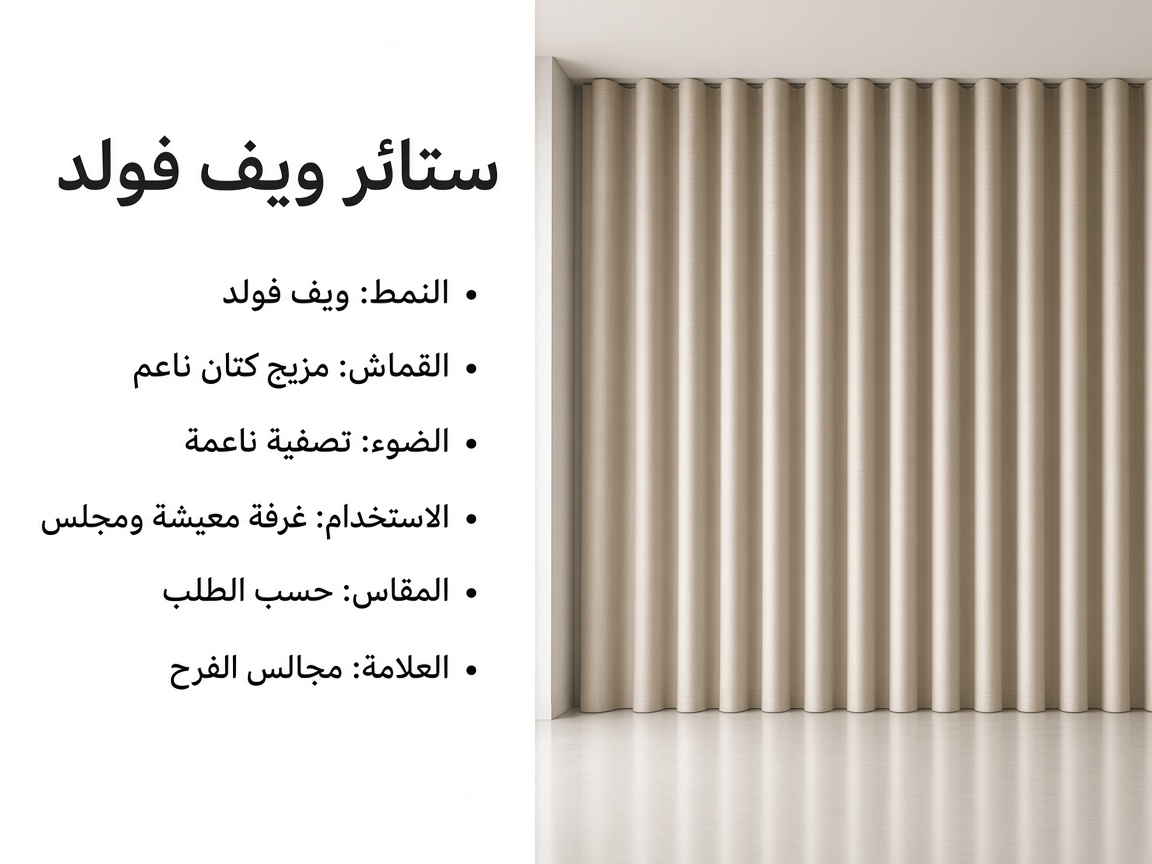 ستائر ويف فولد
• النمط: ويف فولد
• القماش: مزيج كتان ناعم
• الضوء: تصفية ناعمة
• الاستخدام: غرفة معيشة ومجلس
• المقاس: حسب الطلب
• العلامة: مجالس الفرح